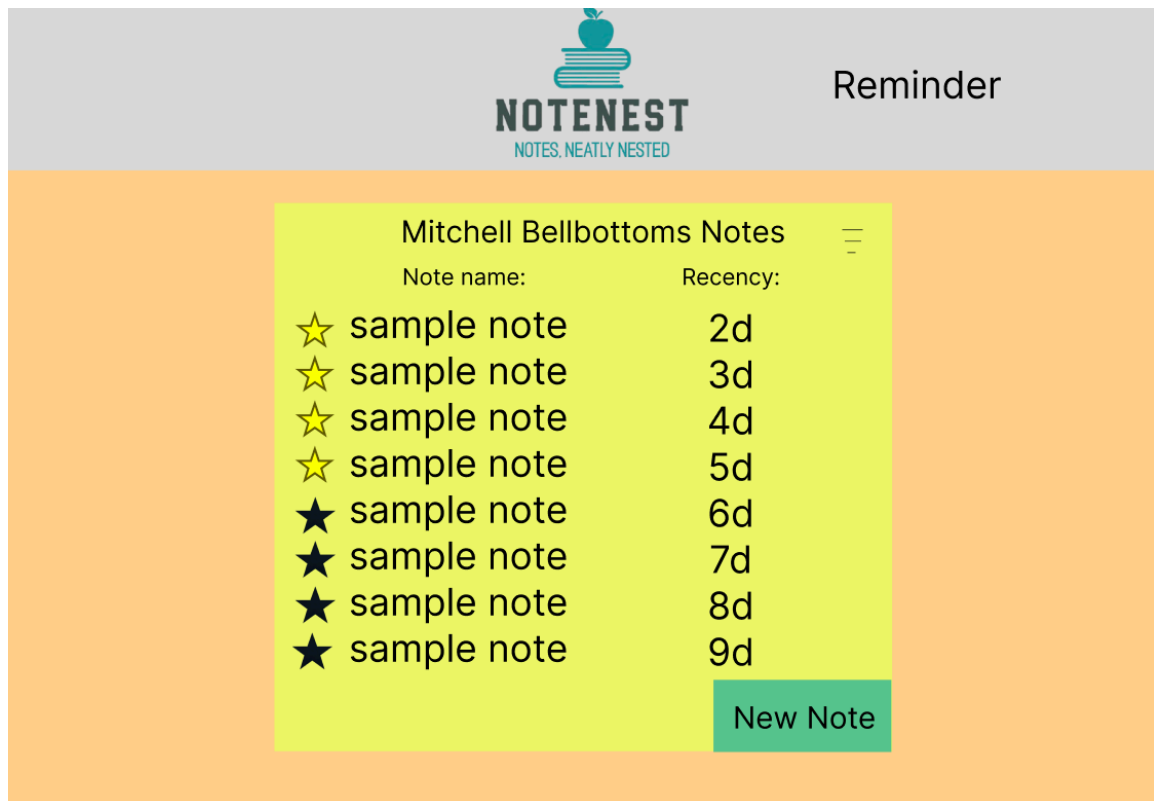 NOTENEST
NOTES, NEATLY NESTED
Reminder
Mitchell Bellbottoms Notes
Note name: Recency:
sample note 2d
sample note 3d
sample note 4d
sample note 5d
sample note 6d
sample note 7d
sample note 8d
sample note 9d
New Note